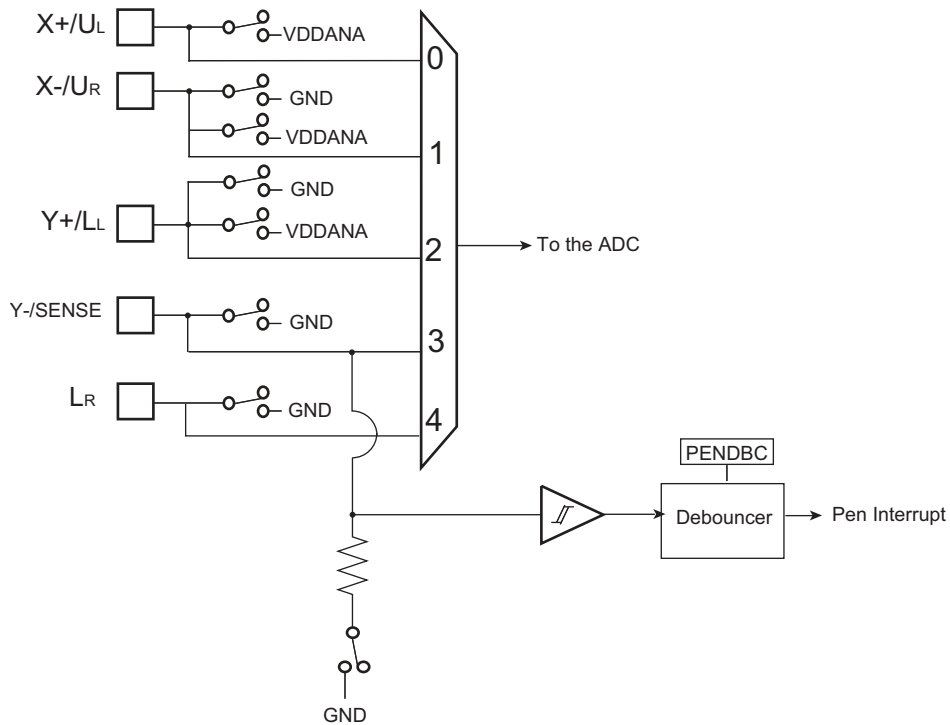 X+/UL
VDDANA
0
X-/UR
GND
VDDANA
1
GND
Y+/LL
VDDANA
2
To the ADC
Y-/SENSE
GND
3
LR
GND
4
PENDBC
Debouncer
Pen Interrupt
GND